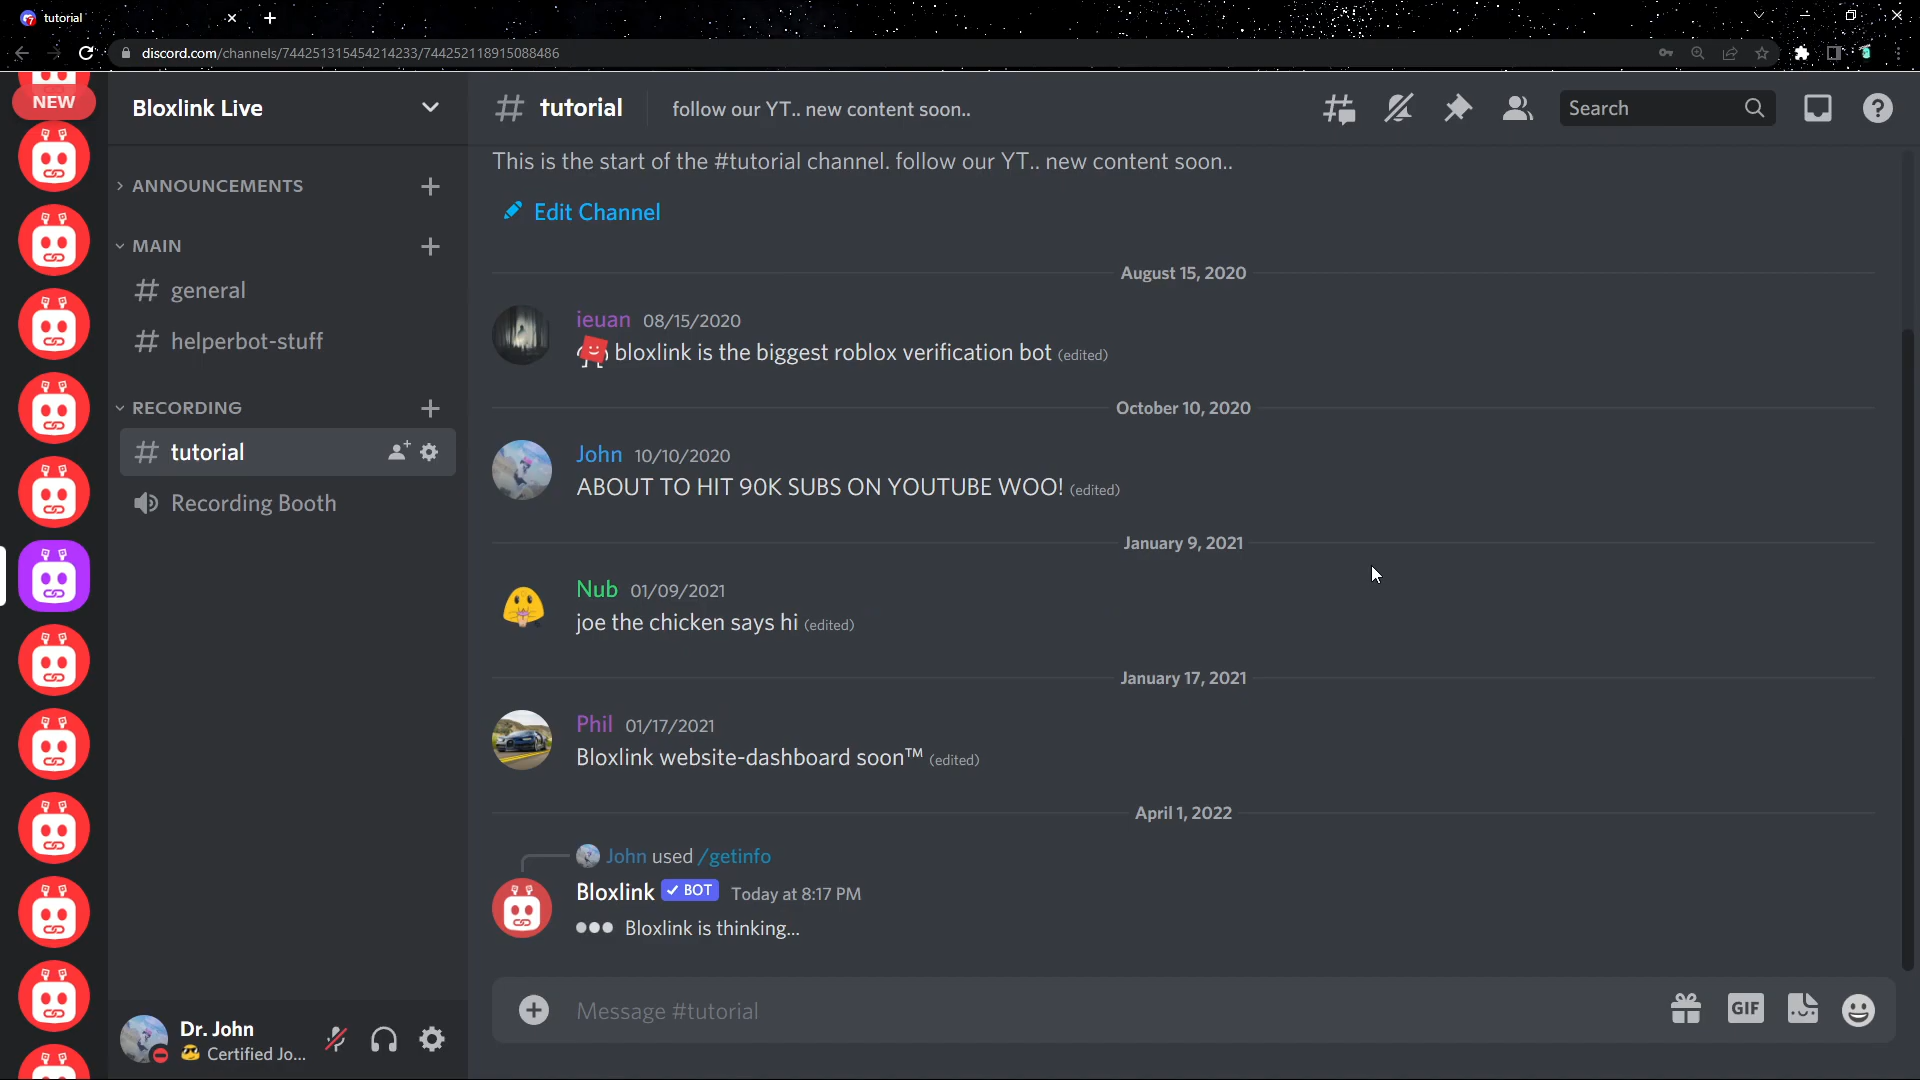 tutorial
discord.com/channels/744251315454214233/744252118915088486
NEW
Bloxlink Live
# tutorial
follow our YT.. new content soon..
Search
ANNOUNCEMENTS
MAIN
# general
# helperbot-stuff
RECORDING
# tutorial
Recording Booth
Dr. John
Certified Jo...
This is the start of the #tutorial channel. follow our YT.. new content soon..
Edit Channel
August 15, 2020
ieuan 08/15/2020
bloxlink is the biggest roblox verification bot (edited)
October 10, 2020
John 10/10/2020
ABOUT TO HIT 90K SUBS ON YOUTUBE WOO! (edited)
January 9, 2021
Nub 01/09/2021
joe the chicken says hi (edited)
January 17, 2021
Phil 01/17/2021
Bloxlink website-dashboard soon™ (edited)
April 1, 2022
John used /getinfo
Bloxlink ✓ BOT Today at 8:17 PM
Bloxlink is thinking...
Message #tutorial
GIF